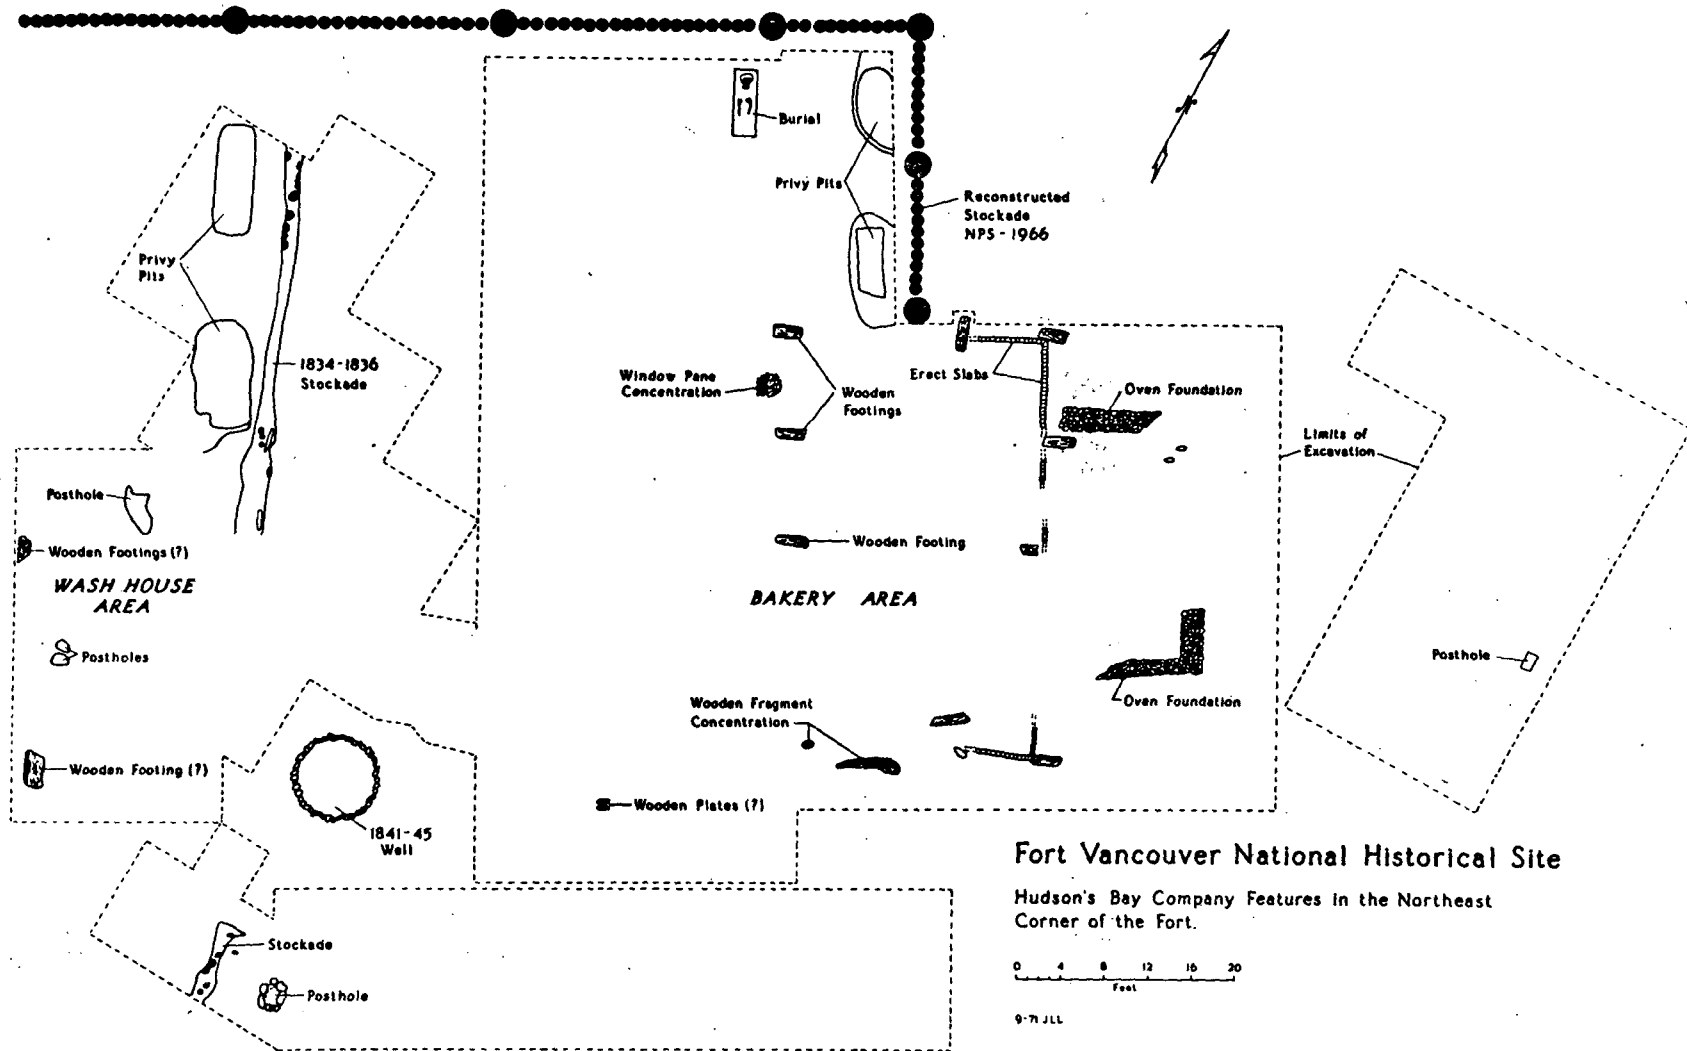 Burial
Privy Pits
Reconstructed
Stockade
NPS - 1966
N
Privy
Pits
1834-1836
Stockade
Window Pane
Concentration
Wooden
Footings
Erect Slabs
Oven Foundation
Limits of
Excavation
Posthole
Wooden Footings (?)
Wooden Footing
WASH HOUSE
AREA
BAKERY AREA
Postholes
Posthole
Wooden Fragment
Concentration
Oven Foundation
Wooden Footing (?)
Wooden Plates (?)
1841-45
Well
Fort Vancouver National Historical Site
Hudson's Bay Company Features in the Northeast
Corner of the Fort.
Stockade
Posthole
0 4 8 12 16 20
Feet
9-71 JLL